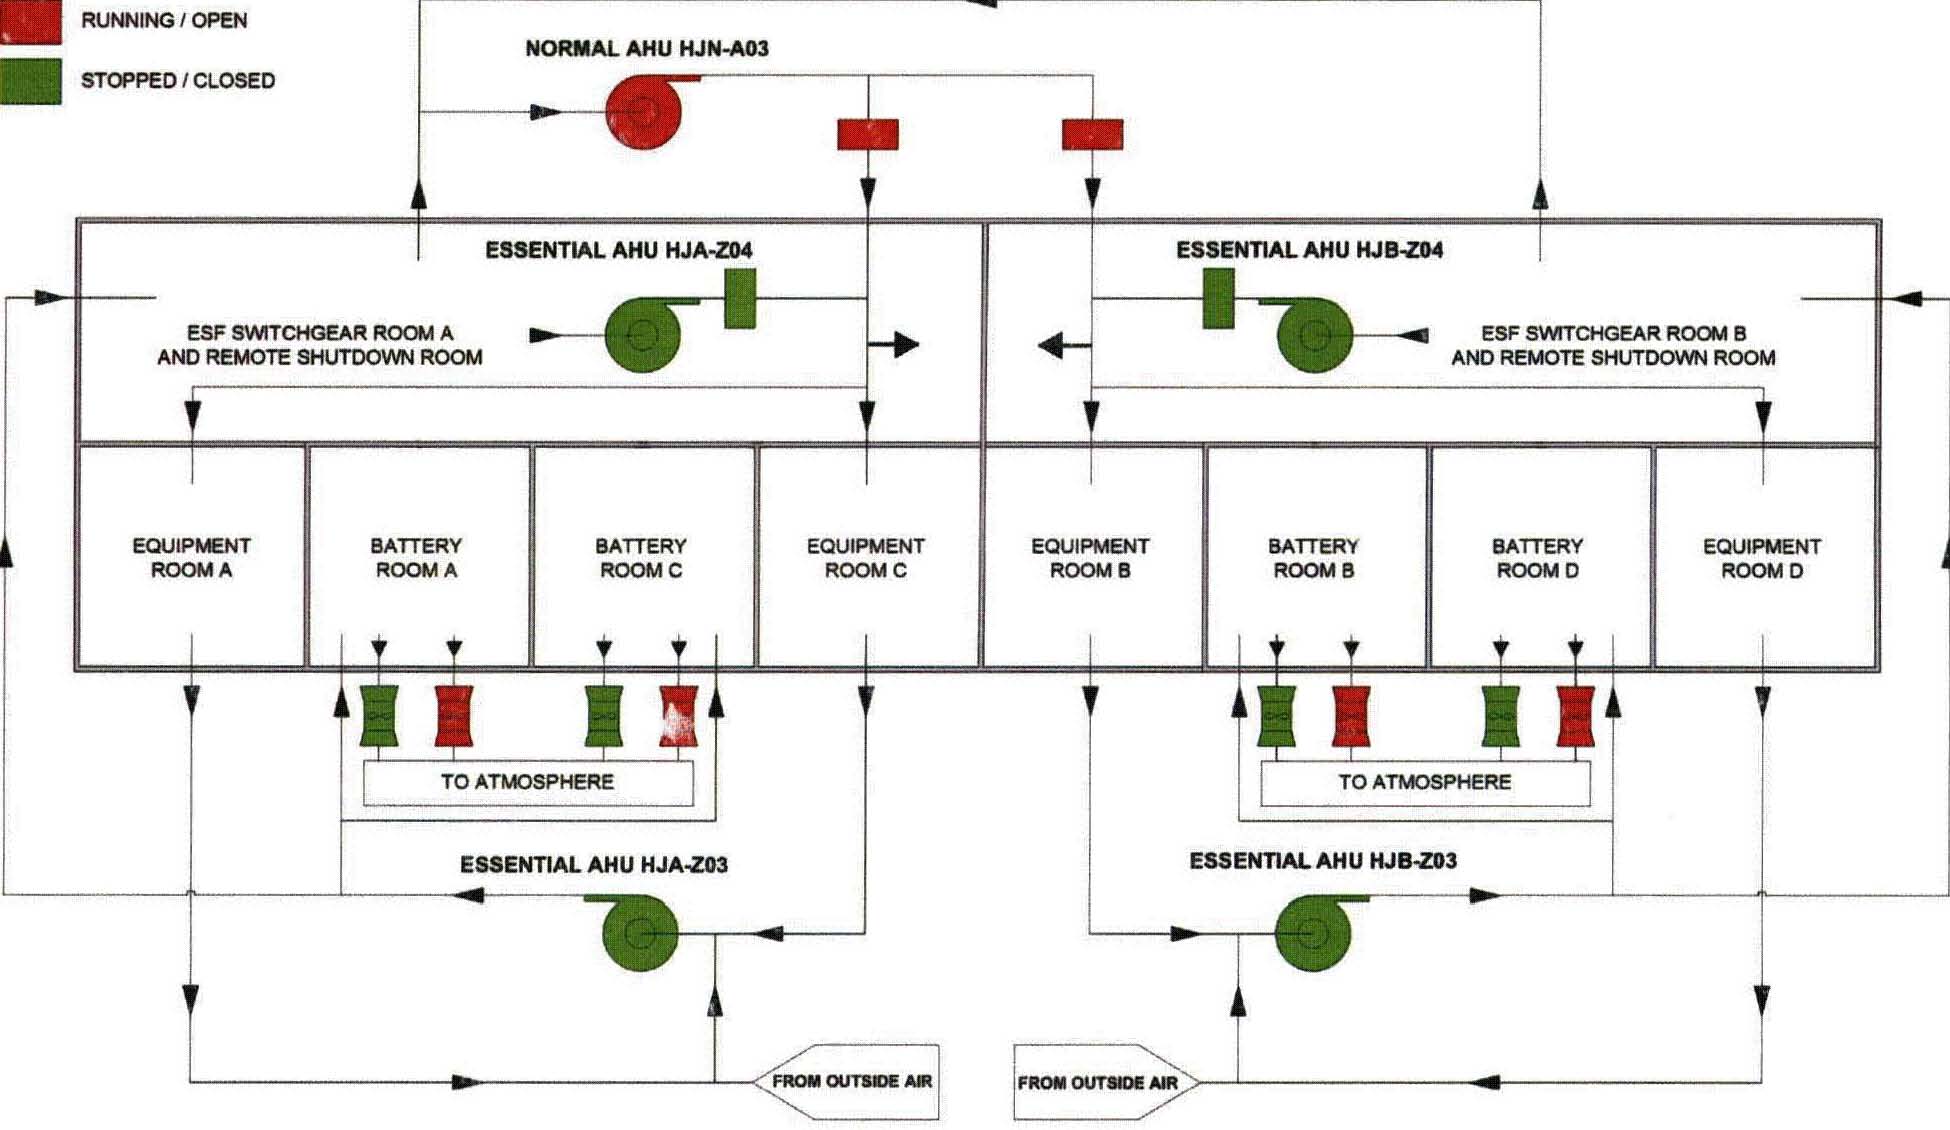 RUNNING / OPEN
STOPPED / CLOSED
NORMAL AHU HJN-A03
ESSENTIAL AHU HJA-Z04
ESSENTIAL AHU HJB-Z04
ESF SWITCHGEAR ROOM A
AND REMOTE SHUTDOWN ROOM
ESF SWITCHGEAR ROOM B
AND REMOTE SHUTDOWN ROOM
EQUIPMENT
ROOM A
BATTERY
ROOM A
BATTERY
ROOM C
EQUIPMENT
ROOM C
EQUIPMENT
ROOM B
BATTERY
ROOM B
BATTERY
ROOM D
EQUIPMENT
ROOM D
TO ATMOSPHERE
TO ATMOSPHERE
ESSENTIAL AHU HJA-Z03
ESSENTIAL AHU HJB-Z03
FROM OUTSIDE AIR
FROM OUTSIDE AIR